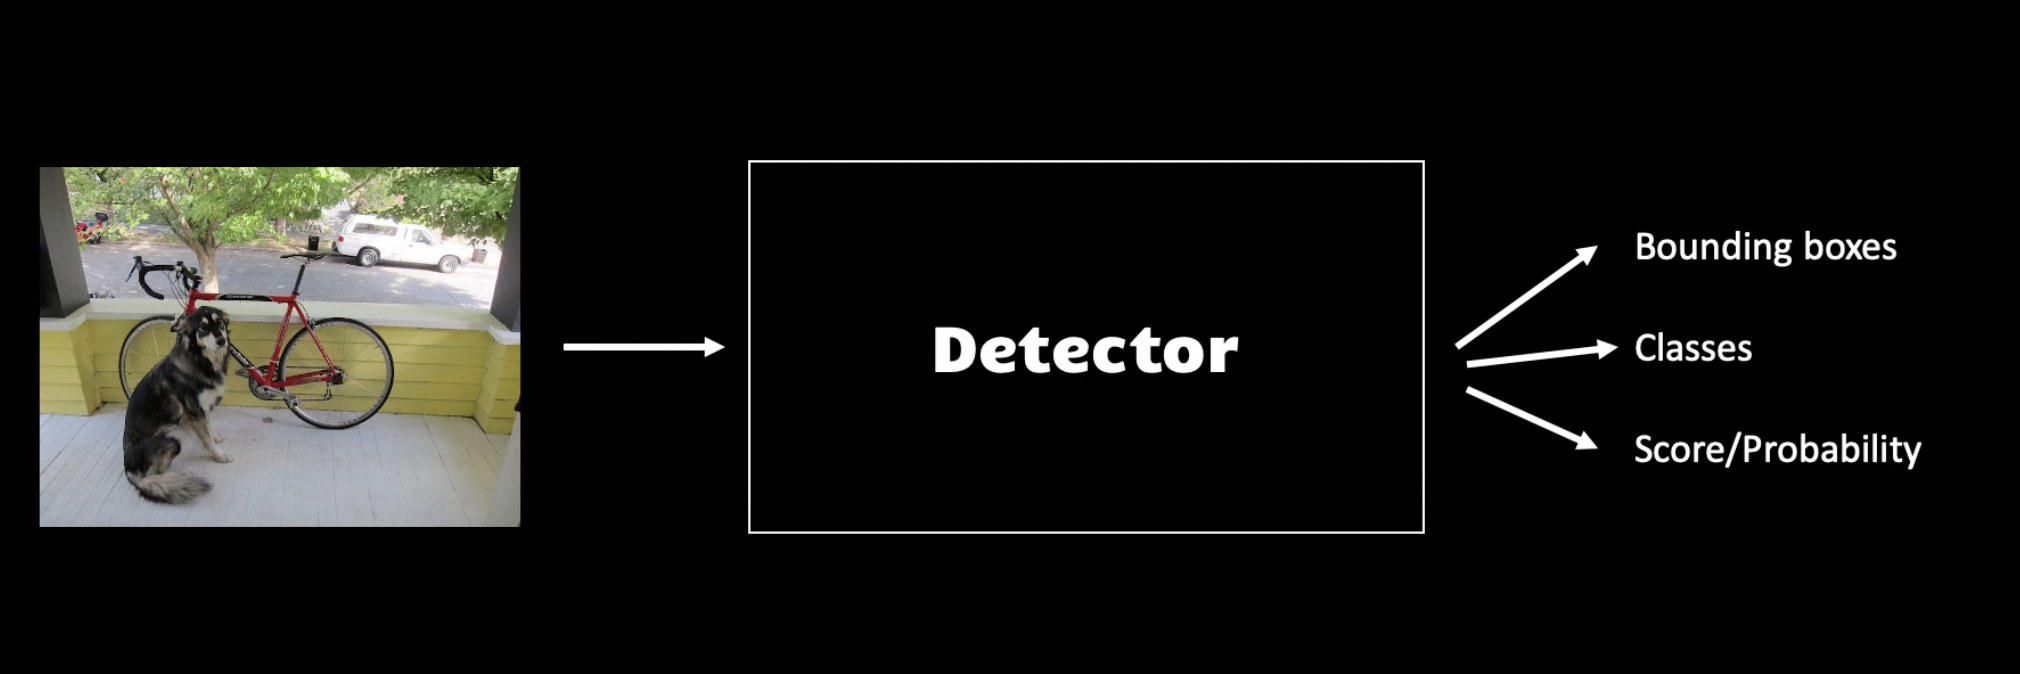 Detector
Bounding boxes
Classes
Score/Probability